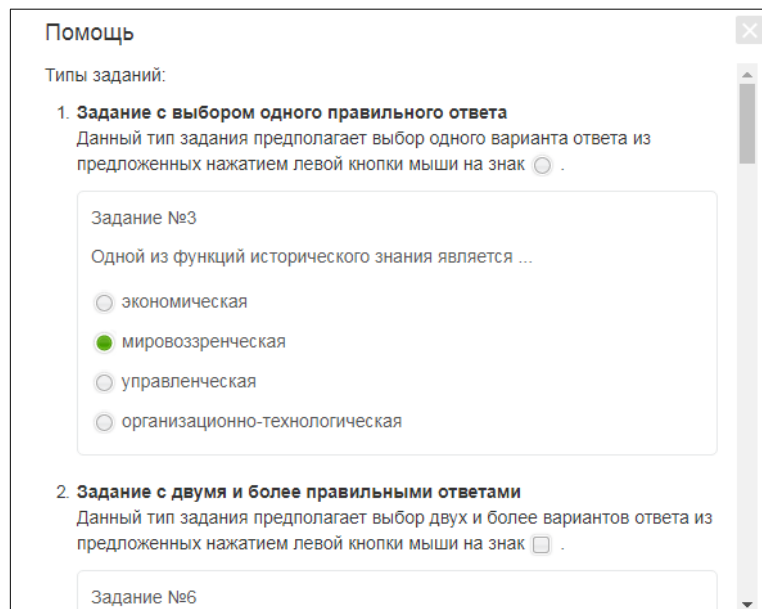 Помощь
Типы заданий:
1. Задание с выбором одного правильного ответа
Данный тип задания предполагает выбор одного варианта ответа из
предложенных нажатием левой кнопки мыши на знак .
Задание №3
Одной из функций исторического знания является ...
экономическая
мировоззренческая
управленческая
организационно-технологическая
2. Задание с двумя и более правильными ответами
Данный тип задания предполагает выбор двух и более вариантов ответа из
предложенных нажатием левой кнопки мыши на знак .
Задание №6